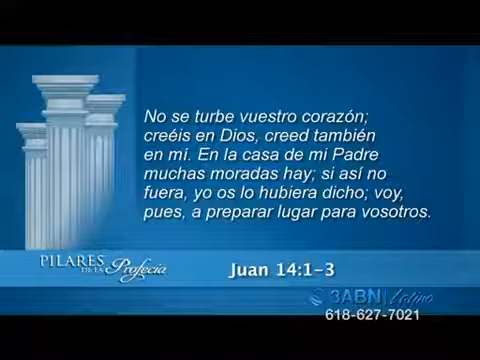 No se turbe vuestro corazón;
creéis en Dios, creed también
en mi. En la casa de mi Padre
muchas moradas hay; si así no
fuera, yo os lo hubiera dicho; voy,
pues, a preparar lugar para vosotros.
PILARES
DE LA Profecía
Juan 14:1-3
3ABN Latino
618-627-7021